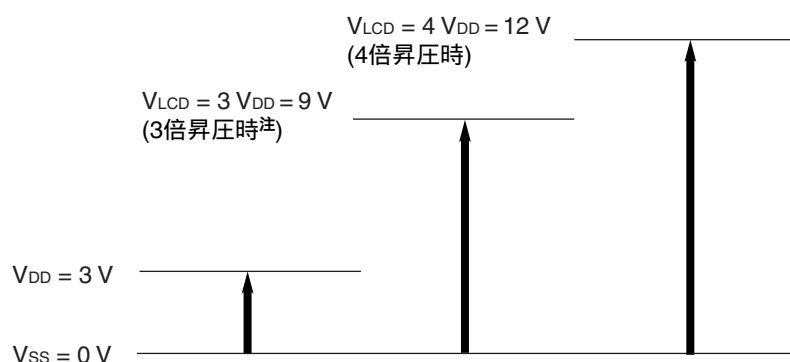 VLCD = 4 VDD = 12 V
(4倍昇圧時)
VLCD = 3 VDD = 9 V
(3倍昇圧時注)
VDD = 3 V
VSS = 0 V